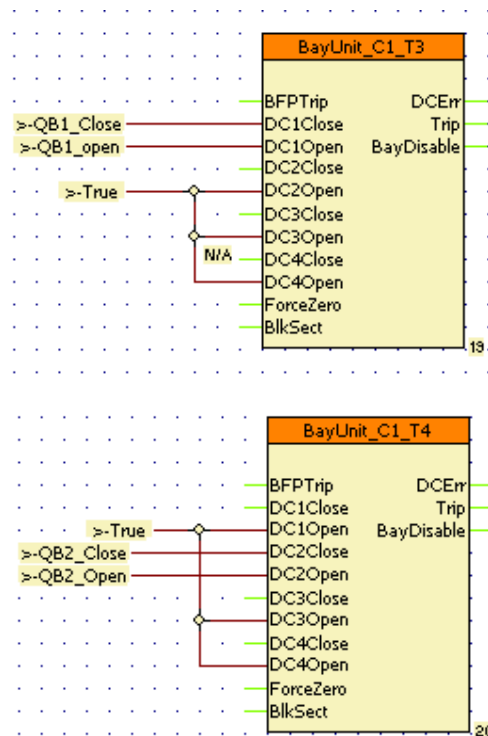 BayUnit_C1_T3
BFPTrip DCErr
>-QB1_Close DC1Close Trip
>-QB1_open DC1Open BayDisable
DC2Close
>-True DC2Open
DC3Close
DC3Open
N/A DC4Close
DC4Open
ForceZero
BlkSect
19
BayUnit_C1_T4
BFPTrip DCErr
DC1Close Trip
>-True DC1Open BayDisable
>-QB2_Close DC2Close
>-QB2_Open DC2Open
DC3Close
DC3Open
DC4Close
DC4Open
ForceZero
BlkSect
20